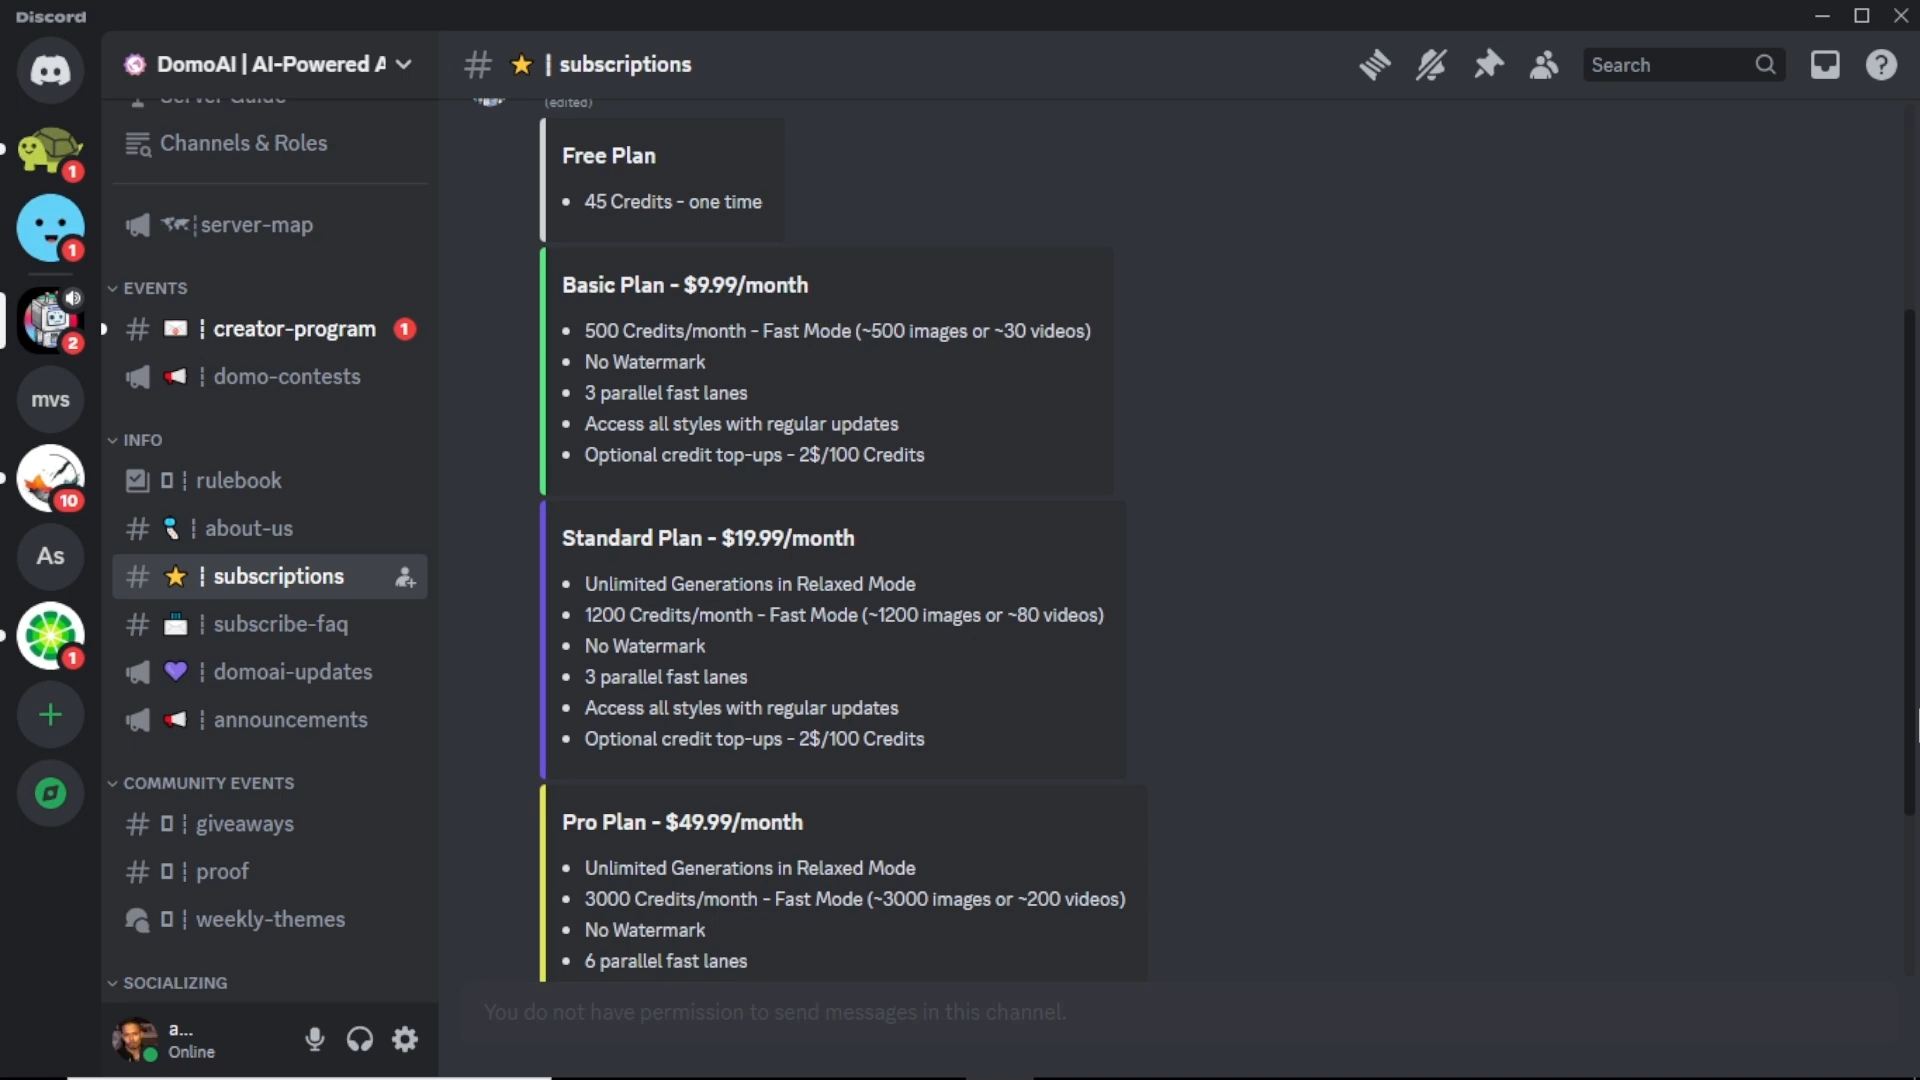 Discord
DomoAI | AI-Powered A
Server Guide
Channels & Roles
server-map
EVENTS
creator-program 1
domo-contests
INFO
rulebook
about-us
subscriptions
subscribe-faq
domoai-updates
announcements
COMMUNITY EVENTS
giveaways
proof
weekly-themes
SOCIALIZING
a...
Online
1
1
2
mvs
10
As
1
| subscriptions
Search
(edited)
Free Plan
45 Credits - one time
Basic Plan - $9.99/month
500 Credits/month - Fast Mode (~500 images or ~30 videos)
No Watermark
3 parallel fast lanes
Access all styles with regular updates
Optional credit top-ups - 2$/100 Credits
Standard Plan - $19.99/month
Unlimited Generations in Relaxed Mode
1200 Credits/month - Fast Mode (~1200 images or ~80 videos)
No Watermark
3 parallel fast lanes
Access all styles with regular updates
Optional credit top-ups - 2$/100 Credits
Pro Plan - $49.99/month
Unlimited Generations in Relaxed Mode
3000 Credits/month - Fast Mode (~3000 images or ~200 videos)
No Watermark
6 parallel fast lanes
You do not have permission to send messages in this channel.